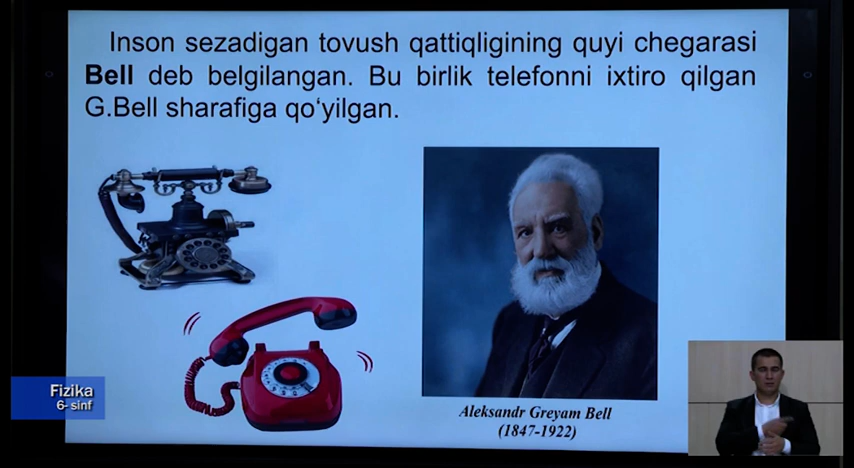 Inson sezadigan tovush qattiqligining quyi chegarasi
Bell deb belgilangan. Bu birlik telefonni ixtiro qilgan
G.Bell sharafiga qo‘yilgan.
Aleksandr Greyam Bell
(1847-1922)
Fizika
6- sinf